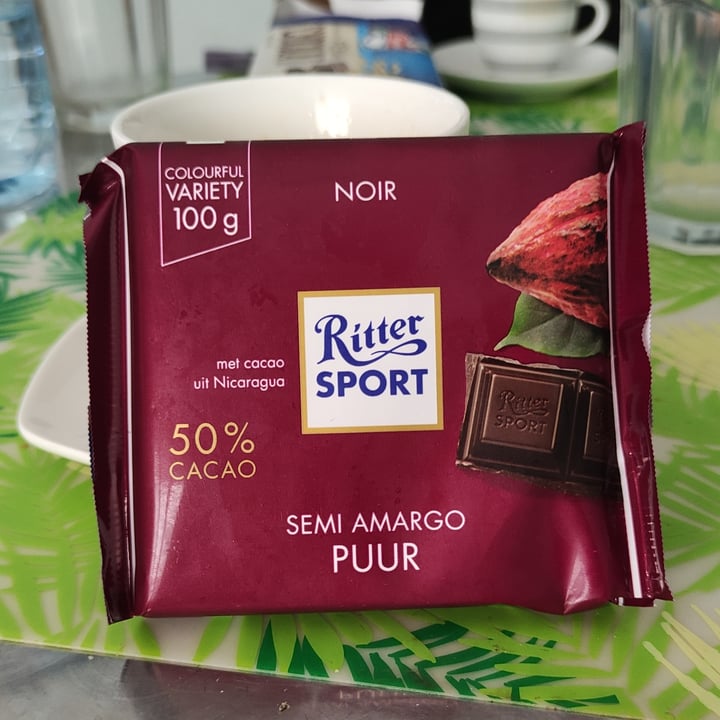 COLOURFUL
VARIETY
100 g
NOIR
Ritter
SPORT
met cacao
uit Nicaragua
50%
CACAO
Ritter
SPORT
SEMI AMARGO
PUUR